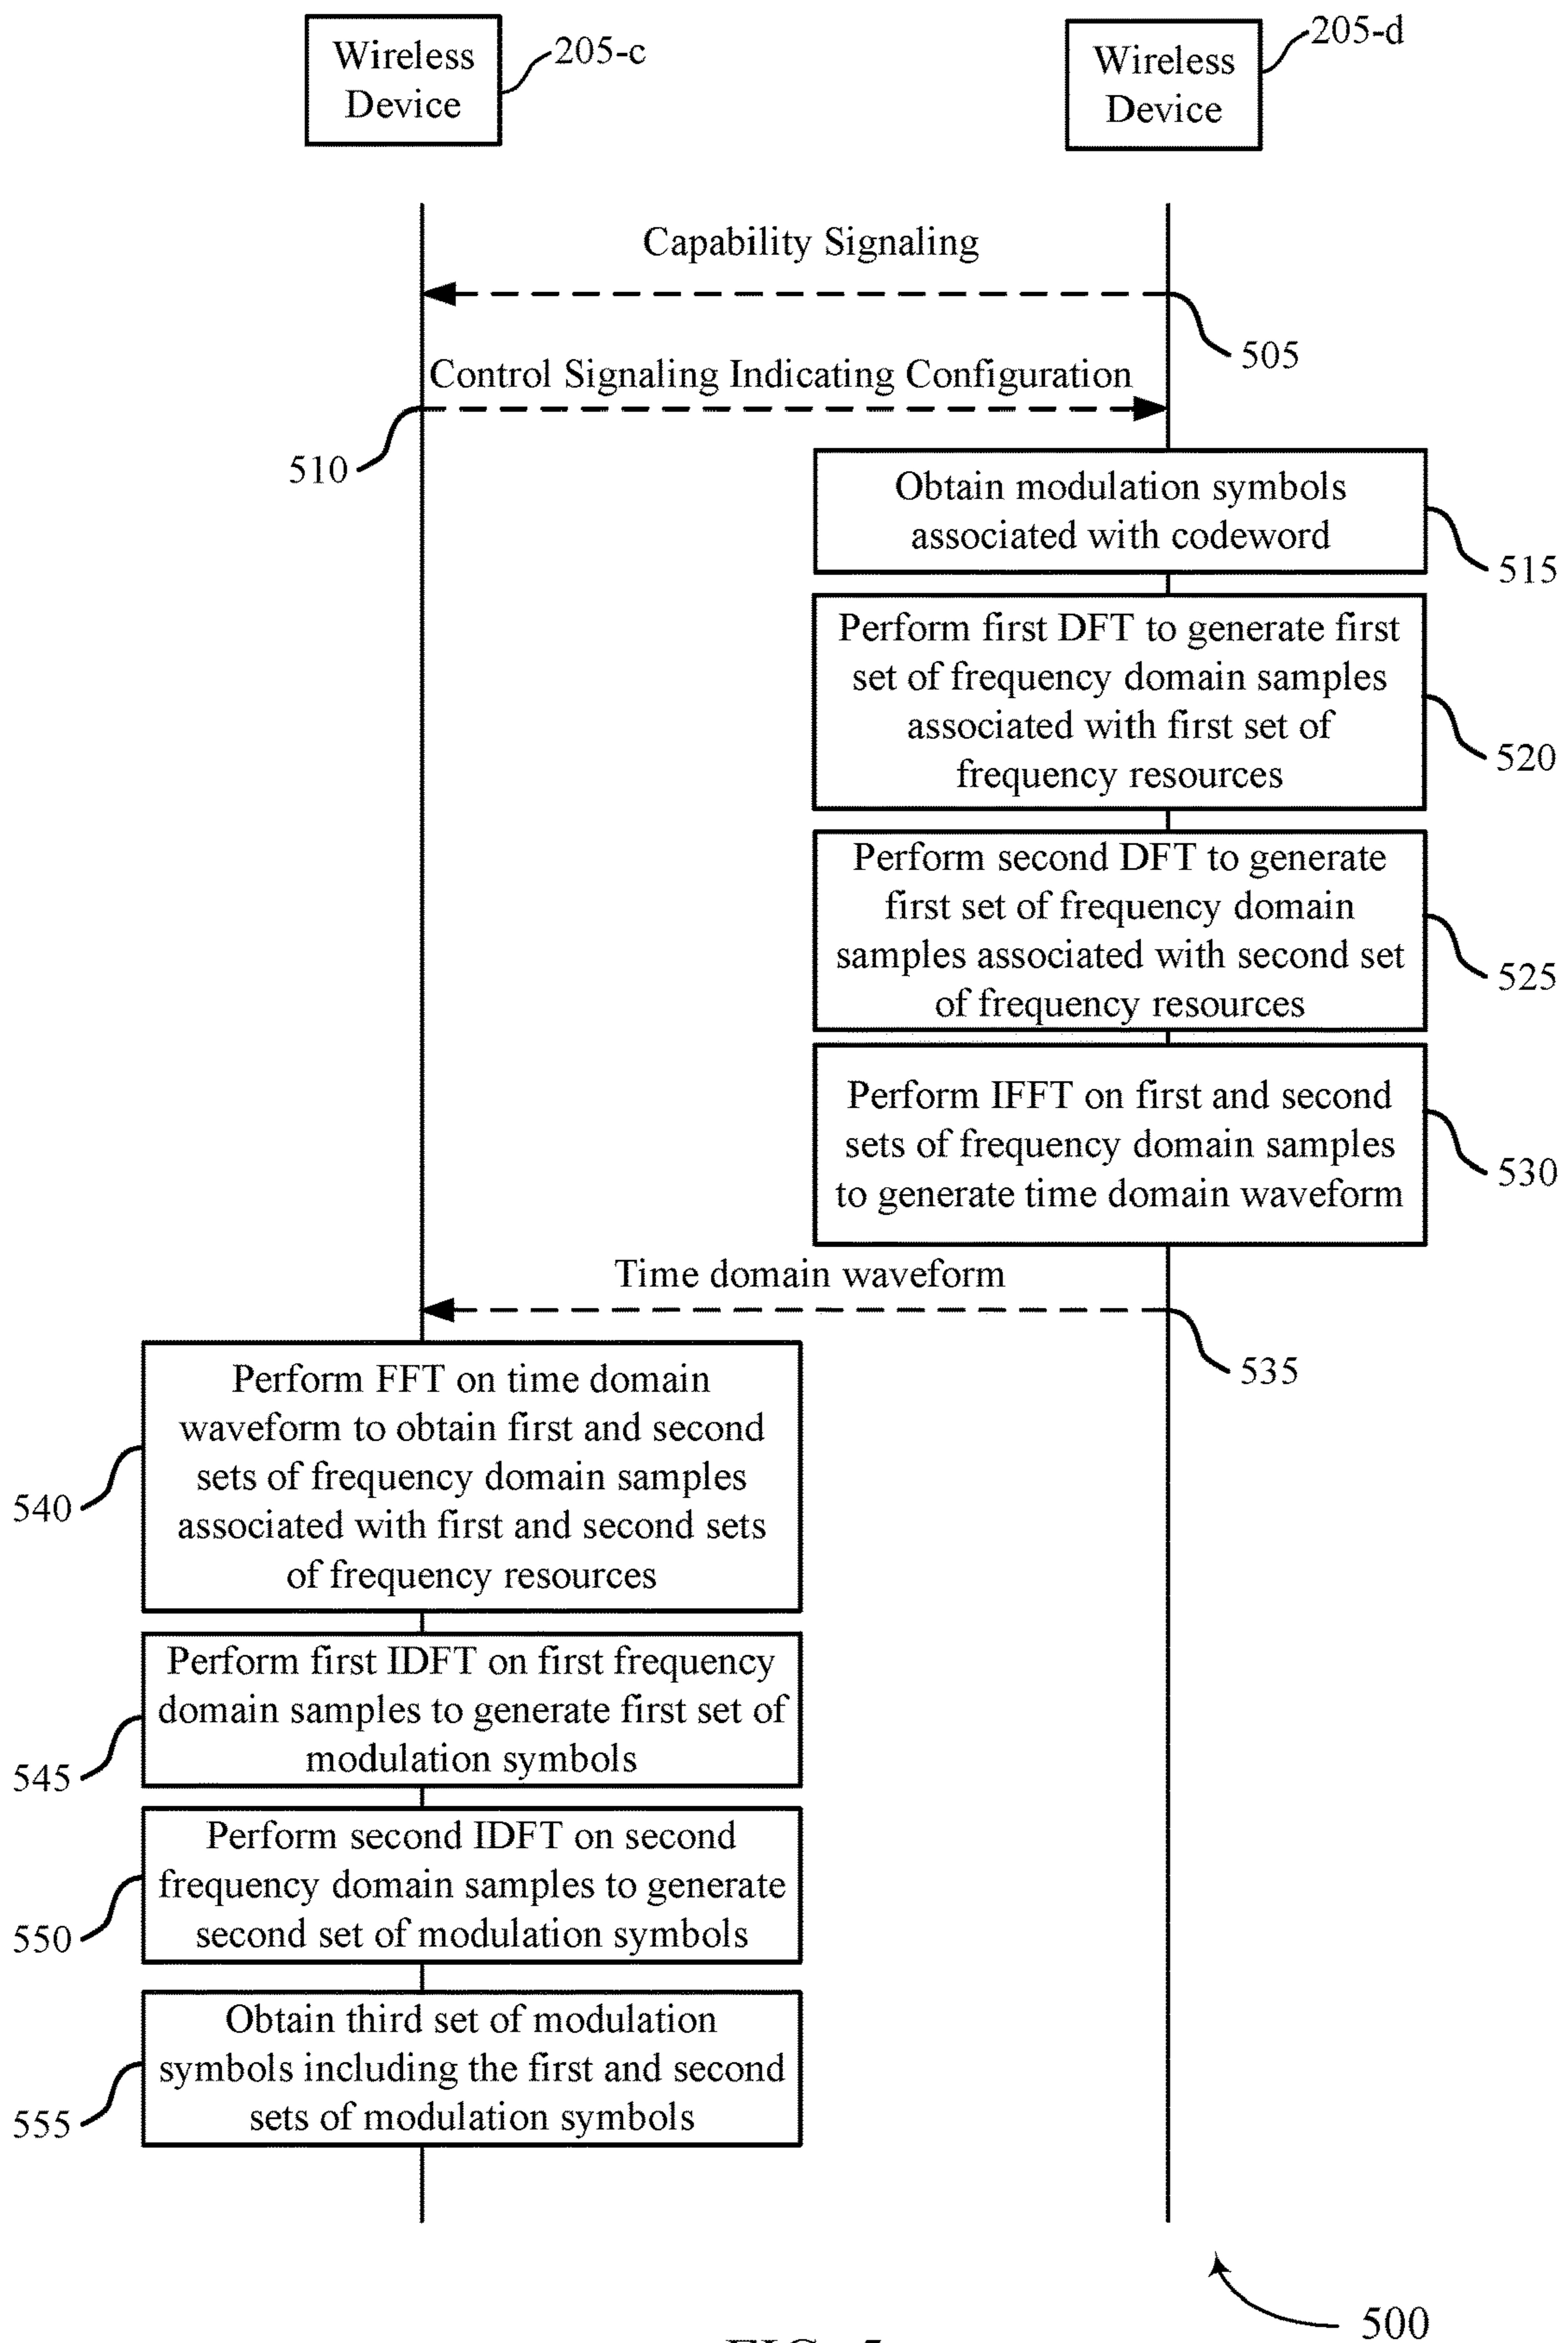 Wireless
Device
205-c
Wireless
Device
205-d
Capability Signaling
505
Control Signaling Indicating Configuration
510
Obtain modulation symbols
associated with codeword
515
Perform first DFT to generate first
set of frequency domain samples
associated with first set of
frequency resources
520
Perform second DFT to generate
first set of frequency domain
samples associated with second set
of frequency resources
525
Perform IFFT on first and second
sets of frequency domain samples
to generate time domain waveform
530
Time domain waveform
535
Perform FFT on time domain
waveform to obtain first and second
sets of frequency domain samples
associated with first and second sets
of frequency resources
540
Perform first IDFT on first frequency
domain samples to generate first set of
modulation symbols
545
Perform second IDFT on second
frequency domain samples to generate
second set of modulation symbols
550
Obtain third set of modulation
symbols including the first and second
sets of modulation symbols
555
500